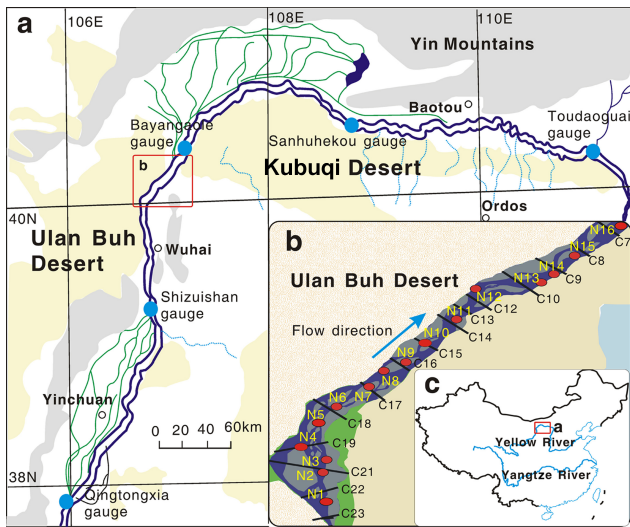 a
106E
108E
110E
Yin Mountains
Baotou
Toudaoguai
gauge
Bayangaole
gauge
Sanhuhekou gauge
b
Kubuqi Desert
40N
Ordos
Ulan Buh
Desert
Wuhai
Shizuishan
gauge
Yinchuan
0 20 40 60km
38N
Qingtongxia
gauge
b
Ulan Buh Desert
Flow direction
N16
C7
N15
C8
N14
C9
N13
C10
N12
C12
N11
C13
C14
N10
C15
N9
C16
N8
N7
C17
N6
C18
N5
N4
C19
N3
C21
N2
C22
N1
C23
c
a
Yellow River
Yangtze River